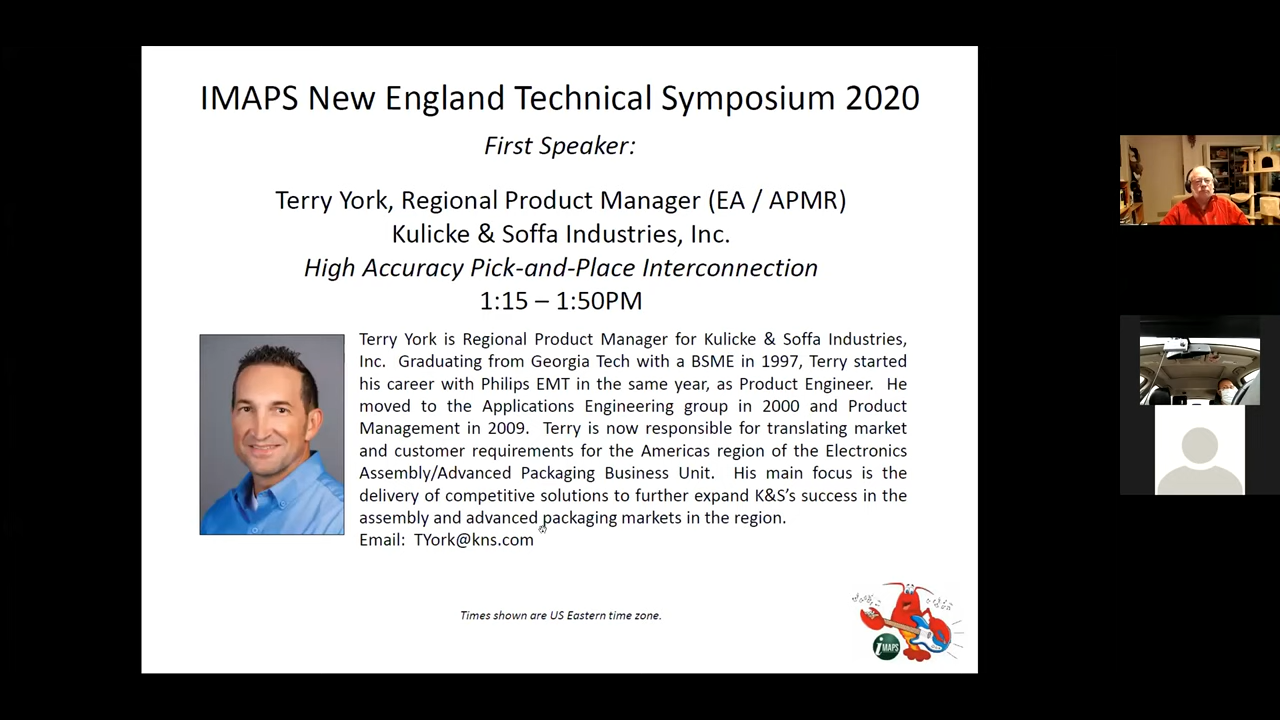 IMAPS New England Technical Symposium 2020
First Speaker:
Terry York, Regional Product Manager (EA / APMR)
Kulicke & Soffa Industries, Inc.
High Accuracy Pick-and-Place Interconnection
1:15 – 1:50PM
Terry York is Regional Product Manager for Kulicke & Soffa Industries,
Inc. Graduating from Georgia Tech with a BSME in 1997, Terry started
his career with Philips EMT in the same year, as Product Engineer. He
moved to the Applications Engineering group in 2000 and Product
Management in 2009. Terry is now responsible for translating market
and customer requirements for the Americas region of the Electronics
Assembly/Advanced Packaging Business Unit. His main focus is the
delivery of competitive solutions to further expand K&S's success in the
assembly and advanced packaging markets in the region.
Email: TYork@kns.com
Times shown are US Eastern time zone.
iMAPS